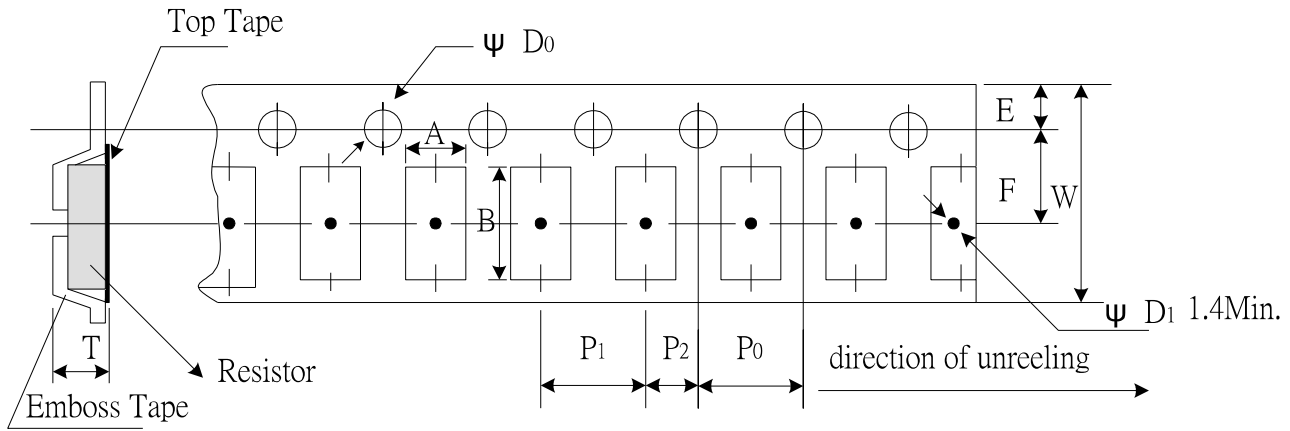 Top Tape
Ψ D0
E
A
F
W
B
Ψ D1 1.4Min.
T
P1
P2
P0
direction of unreeling
Resistor
Emboss Tape